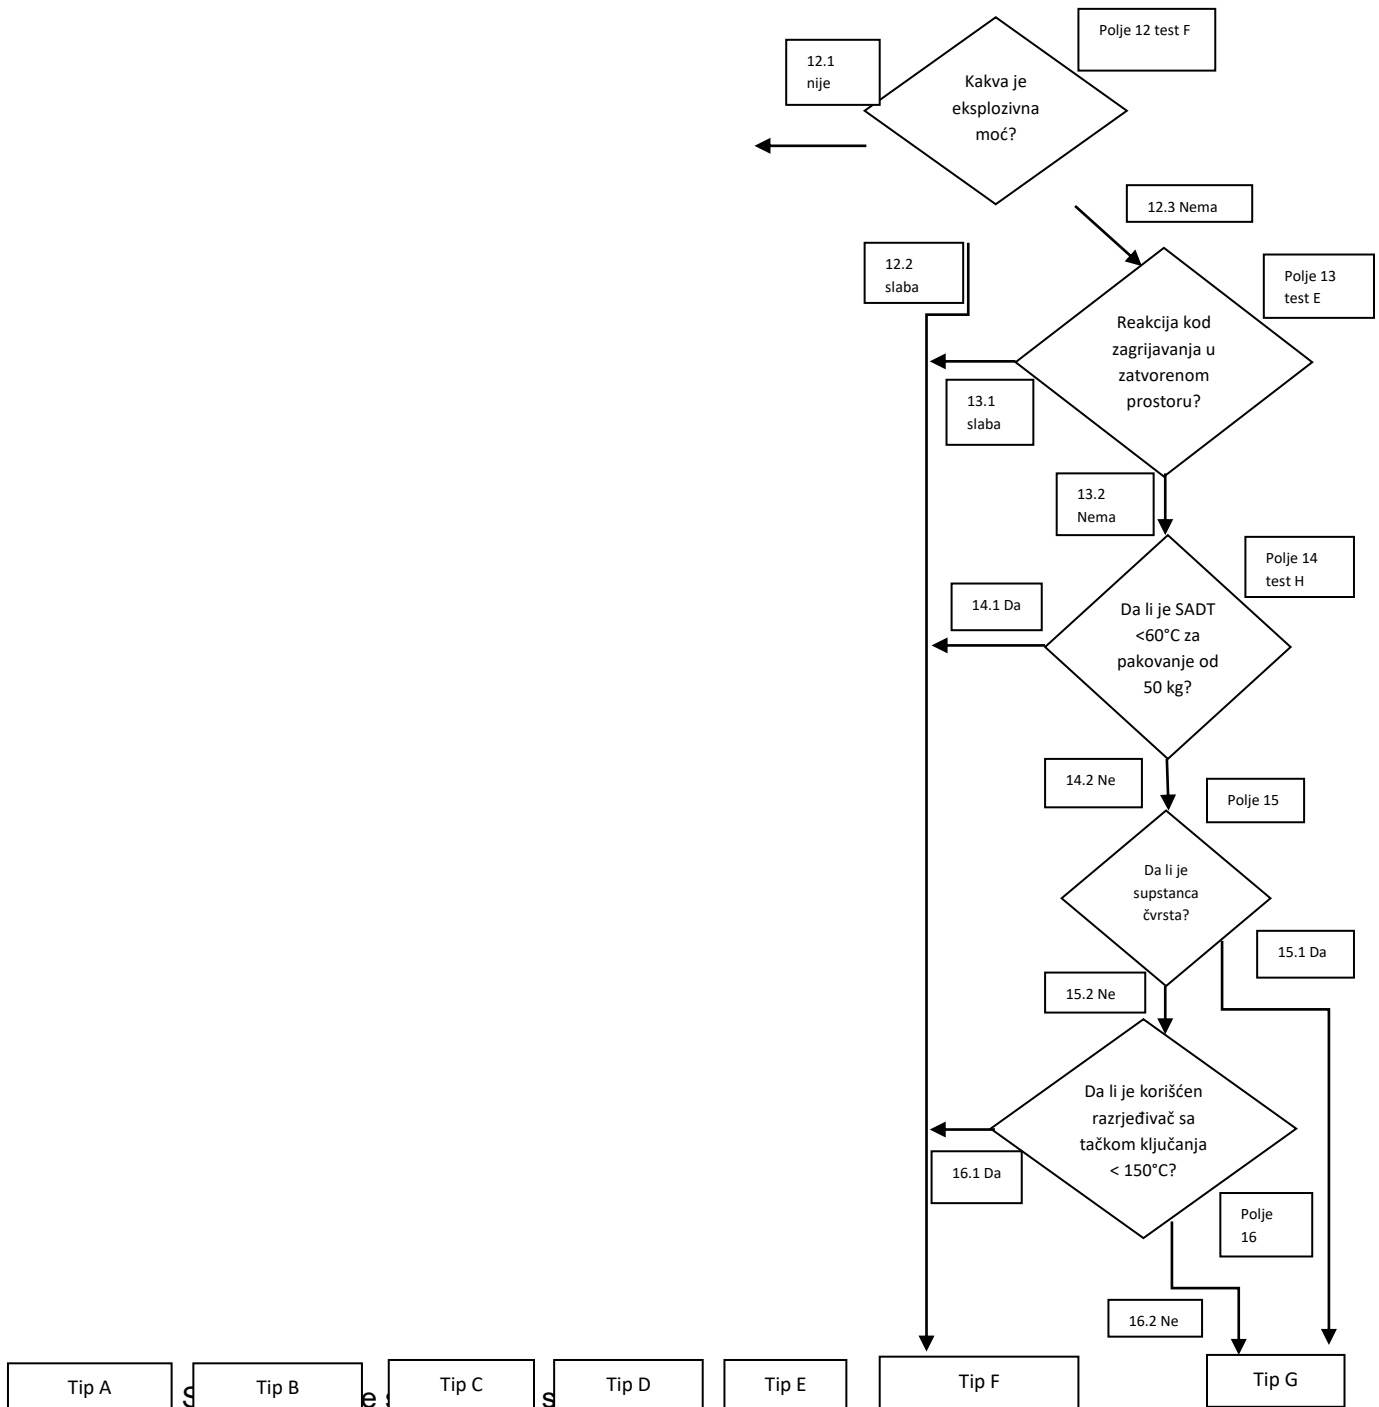 Polje 12 test F
12.1
nije
Kakva je
eksplozivna
moć?
12.3 Nema
12.2
slaba
Polje 13
test E
Reakcija kod
zagrijavanja u
zatvorenom
prostoru?
13.1
slaba
13.2
Nema
Polje 14
test H
14.1 Da
Da li je SADT
<60°C za
pakovanje od
50 kg?
14.2 Ne
Polje 15
Da li je
supstanca
čvrsta?
15.1 Da
15.2 Ne
Da li je korišćen
razrjeđivač sa
tačkom ključanja
< 150°C?
16.1 Da
Polje
16
16.2 Ne
Tip A
Tip B
Tip C
Tip D
Tip E
Tip F
Tip G